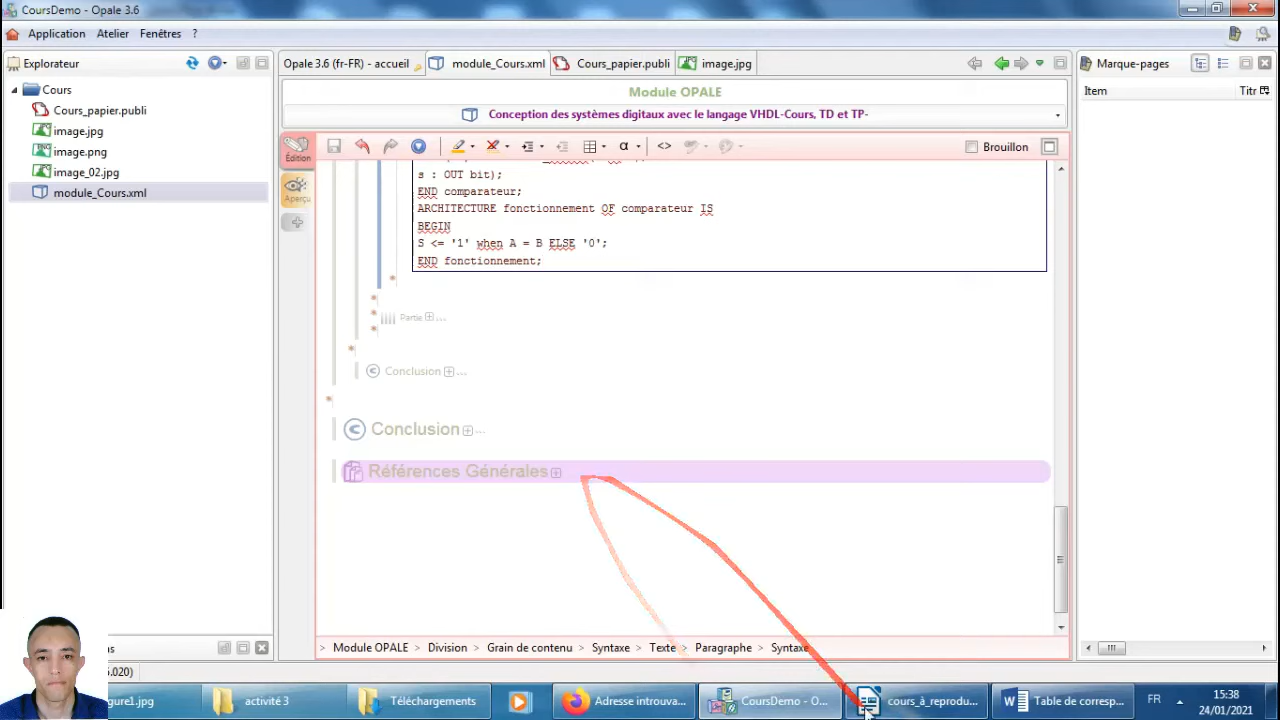 CoursDemo - Opale 3.6
Application Atelier Fenêtres ?
Explorateur
Opale 3.6 (fr-FR) - accueil
module_Cours.xml
Cours_papier.publi
image.jpg
Marque-pages
Cours
Cours_papier.publi
image.jpg
image.png
image_02.jpg
module_Cours.xml
Module OPALE
Conception des systèmes digitaux avec le langage VHDL-Cours, TD et TP-
Item
Titr
Édition
Aperçu
α
<>
Brouillon
s : OUT bit);
END comparateur;
ARCHITECTURE fonctionnement OF comparateur IS
BEGIN
S <= '1' when A = B ELSE '0';
END fonctionnement;
Partie ...
Conclusion ...
Conclusion ...
Références Générales
> Module OPALE > Division > Grain de contenu > Syntaxe > Texte > Paragraphe > Syntaxe
.020)
gure1.jpg
activité 3
Téléchargements
Adresse introuva...
CoursDemo - O...
cours_à_reprodu...
Table de corresp...
FR
15:38
24/01/2021